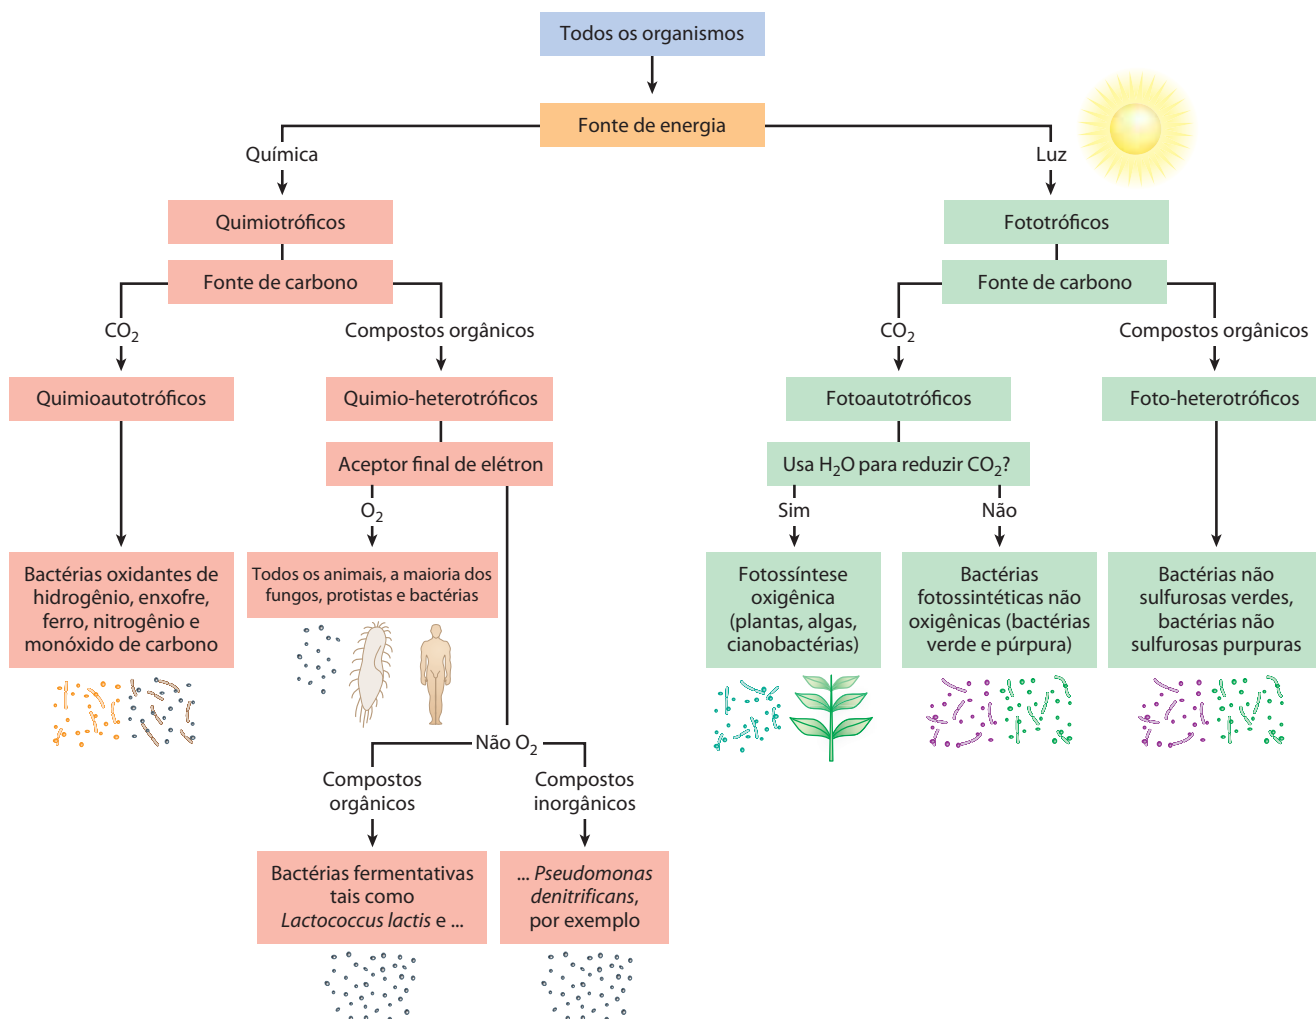 Todos os organismos
Fonte de energia
Química
Luz
Quimiotróficos
Fototróficos
Fonte de carbono
Fonte de carbono
CO₂
Compostos orgânicos
CO₂
Compostos orgânicos
Quimioautotróficos
Quimio-heterotróficos
Fotoautotróficos
Foto-heterotróficos
Aceptor final de elétron
Usa H₂O para reduzir CO₂?
O₂
Sim
Não
Bactérias oxidantes de
hidrogênio, enxofre,
ferro, nitrogênio e
monóxido de carbono
Todos os animais, a maioria dos
fungos, protistas e bactérias
Fotossíntese
oxigênica
(plantas, algas,
cianobactérias)
Bactérias
fotossintéticas não
oxigênicas (bactérias
verde e púrpura)
Bactérias não
sulfurosas verdes,
bactérias não
sulfurosas purpuras
Não O₂
Compostos
orgânicos
Compostos
inorgânicos
Bactérias fermentativas
tais como
Lactococcus lactis e ...
... Pseudomonas
denitrificans,
por exemplo